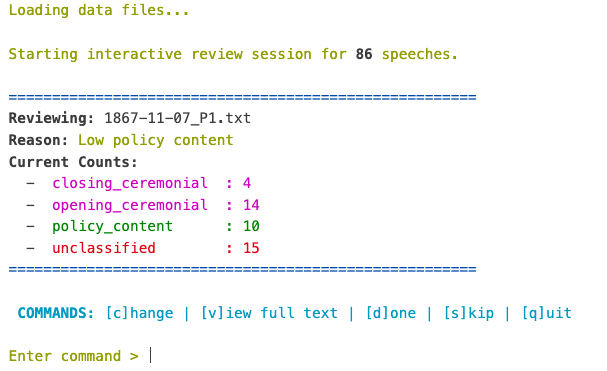 Loading data files...
Starting interactive review session for 86 speeches.
======================================================
Reviewing: 1867-11-07_P1.txt
Reason: Low policy content
Current Counts:
  -  closing_ceremonial  : 4
  -  opening_ceremonial  : 14
  -  policy_content      : 10
  -  unclassified        : 15
======================================================
COMMANDS: [c]hange | [v]iew full text | [d]one | [s]kip | [q]uit
Enter command >